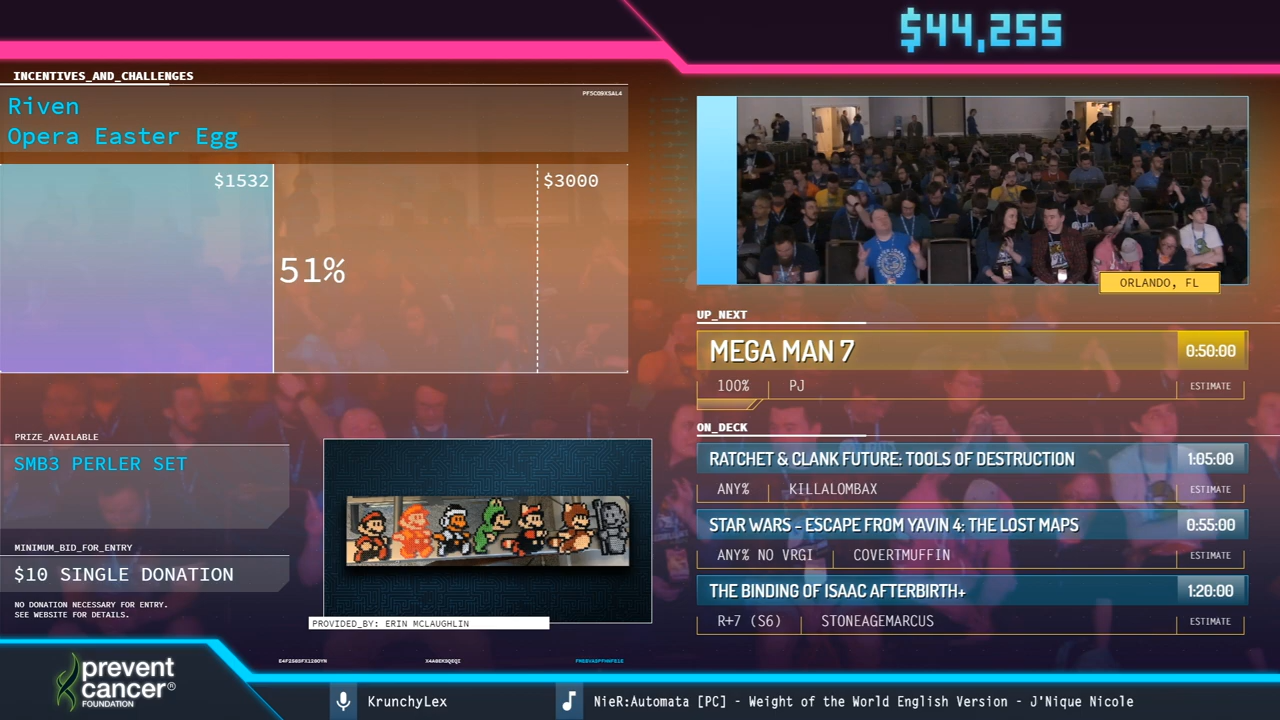 $44,255
INCENTIVES_AND_CHALLENGES
Riven
Opera Easter Egg
$1532
$3000
51%
PRIZE_AVAILABLE
SMB3 PERLER SET
MINIMUM_BID_FOR_ENTRY
$10 SINGLE DONATION
NO DONATION NECESSARY FOR ENTRY.
SEE WEBSITE FOR DETAILS.
PROVIDED_BY: ERIN MCLAUGHLIN
ORLANDO, FL
UP_NEXT
MEGA MAN 7
0:50:00
100% PJ
ESTIMATE
ON_DECK
RATCHET & CLANK FUTURE: TOOLS OF DESTRUCTION
1:05:00
ANY% KILLALOMBAX
ESTIMATE
STAR WARS - ESCAPE FROM YAVIN 4: THE LOST MAPS
0:55:00
ANY% NO VRGI COVERTMUFFIN
ESTIMATE
THE BINDING OF ISAAC AFTERBIRTH+
1:20:00
R+7 (S6) STONEAGEMARCUS
ESTIMATE
prevent
cancer®
FOUNDATION
KrunchyLex
NieR:Automata [PC] - Weight of the World English Version - J'Nique Nicole